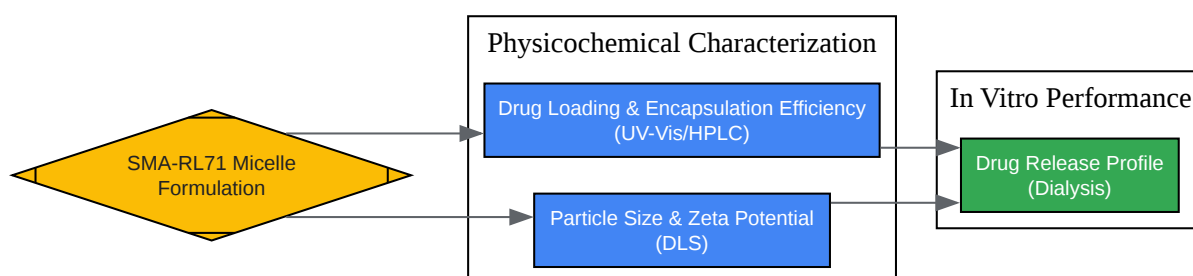 SMA-RL71 Micelle
Formulation
Physicochemical Characterization
Drug Loading & Encapsulation Efficiency
(UV-Vis/HPLC)
Particle Size & Zeta Potential
(DLS)
In Vitro Performance
Drug Release Profile
(Dialysis)